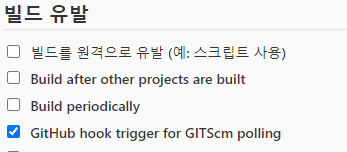 빌드 유발
빌드를 원격으로 유발 (예: 스크립트 사용)
Build after other projects are built
Build periodically
GitHub hook trigger for GITScm polling